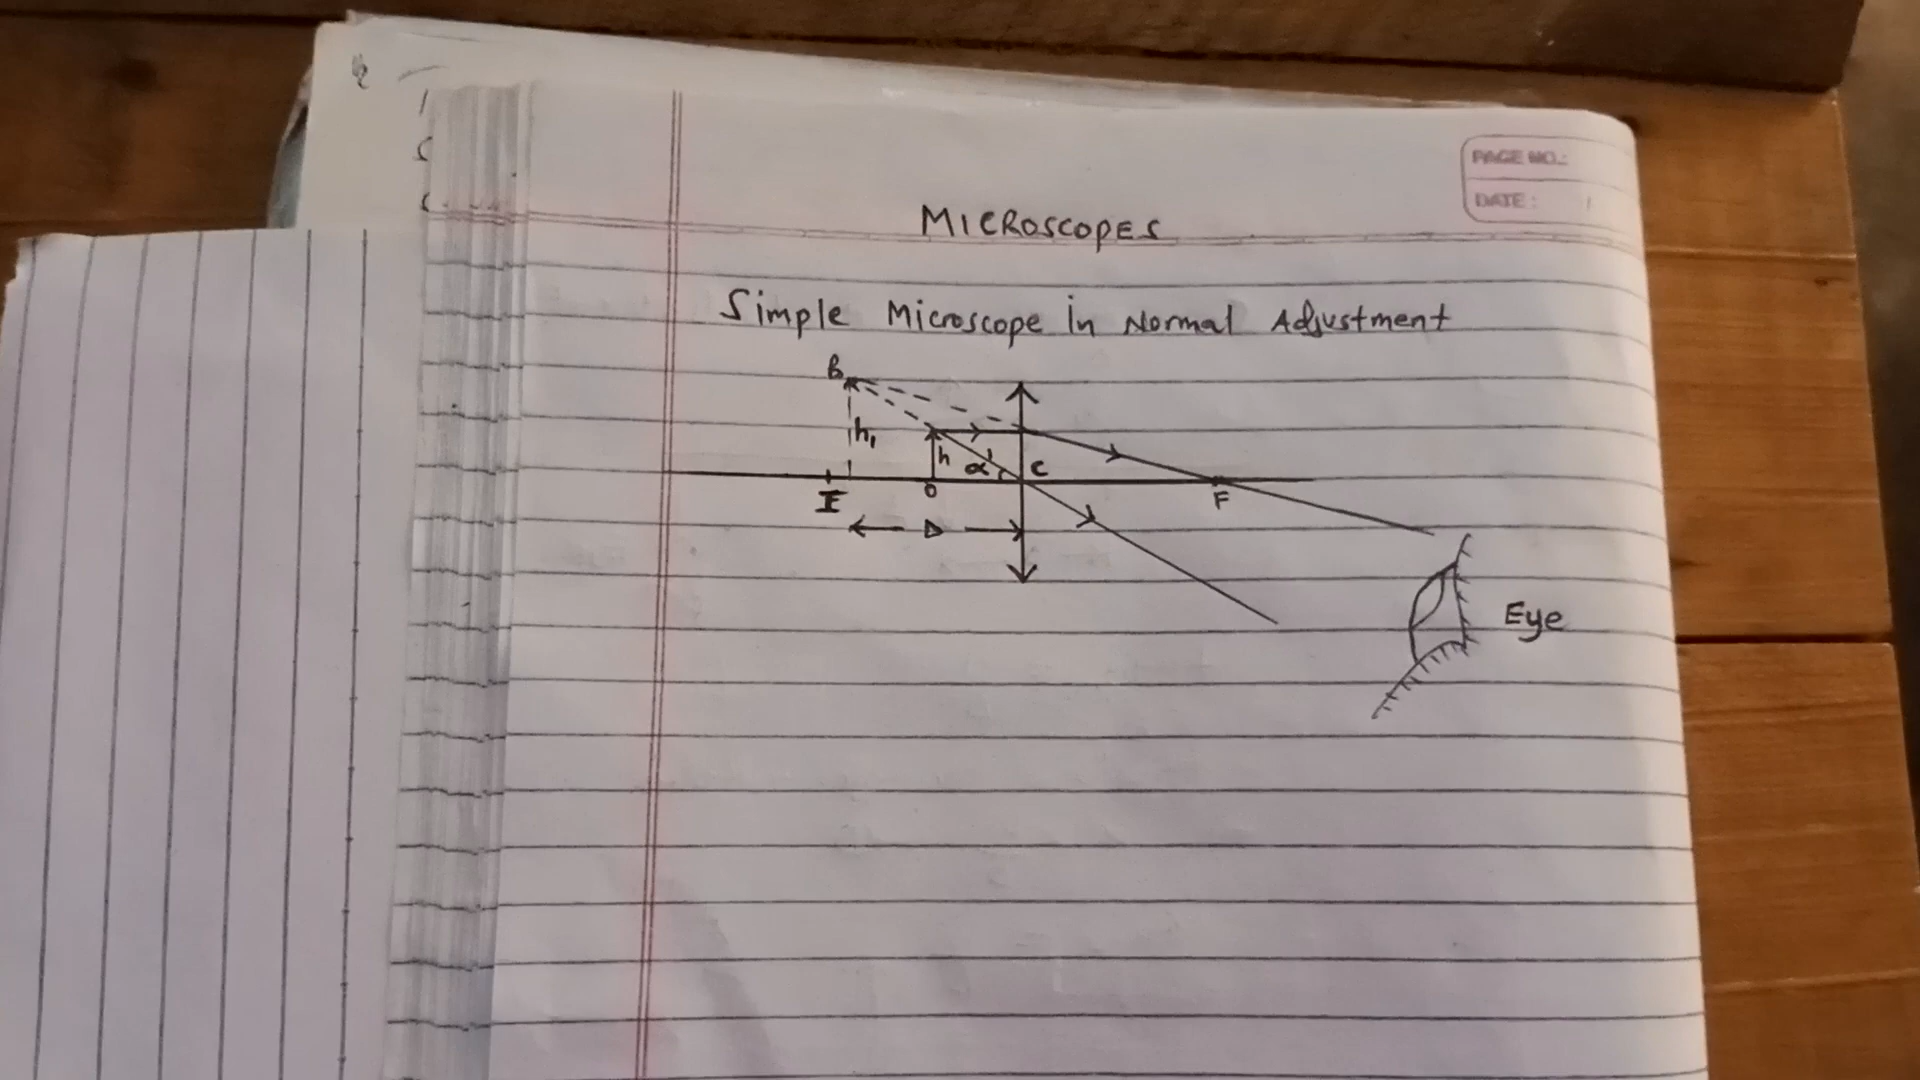 PAGE NO.:
DATE:
MICROSCOPES
Simple Microscope in Normal Adjustment
B
h₁
h
α'
C
I
O
F
D
Eye